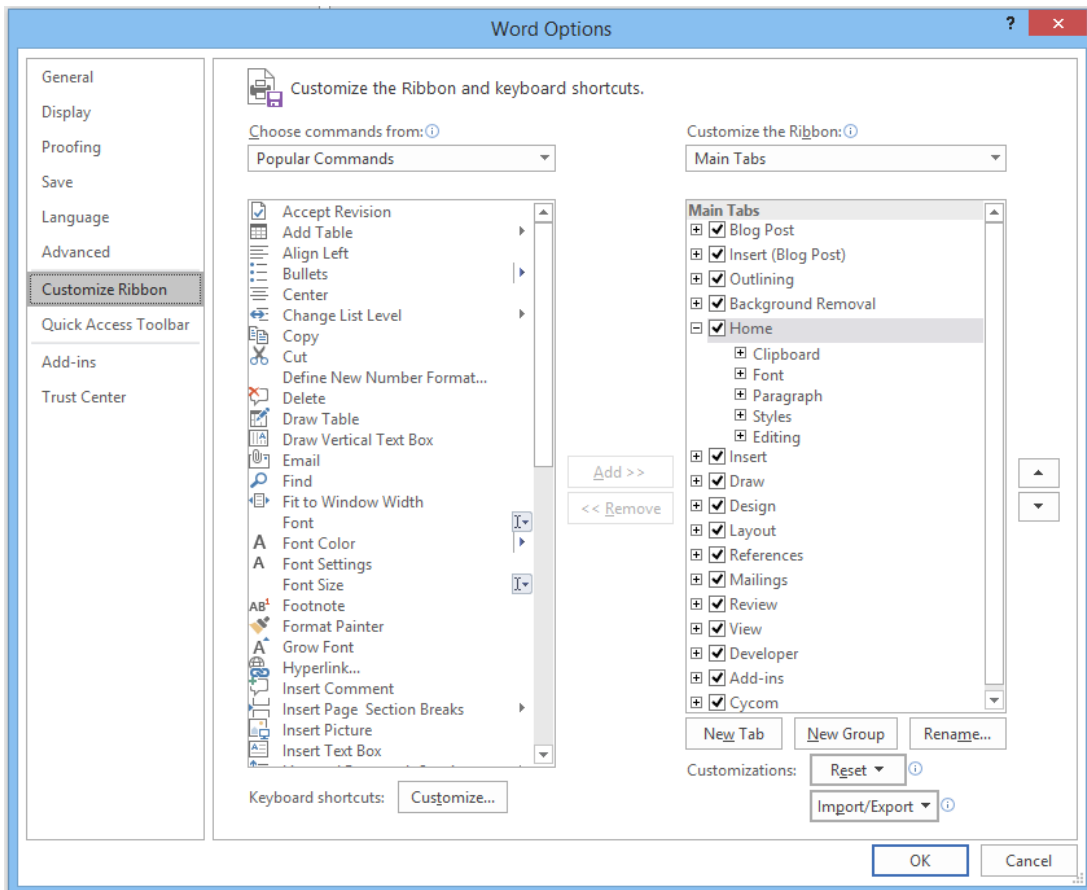 Word Options
?
General
Display
Proofing
Save
Language
Advanced
Customize Ribbon
Quick Access Toolbar
Add-ins
Trust Center
Customize the Ribbon and keyboard shortcuts.
Choose commands from:
Popular Commands
Accept Revision
Add Table
Align Left
Bullets
Center
Change List Level
Copy
Cut
Define New Number Format...
Delete
Draw Table
Draw Vertical Text Box
Email
Find
Fit to Window Width
Font
Font Color
Font Settings
Font Size
Footnote
Format Painter
Grow Font
Hyperlink...
Insert Comment
Insert Page Section Breaks
Insert Picture
Insert Text Box
Keyboard shortcuts: Customize...
Add >>
<< Remove
Customize the Ribbon:
Main Tabs
Main Tabs
Blog Post
Insert (Blog Post)
Outlining
Background Removal
Home
Clipboard
Font
Paragraph
Styles
Editing
Insert
Draw
Design
Layout
References
Mailings
Review
View
Developer
Add-ins
Cycom
New Tab New Group Rename...
Customizations: Reset
Import/Export
OK Cancel